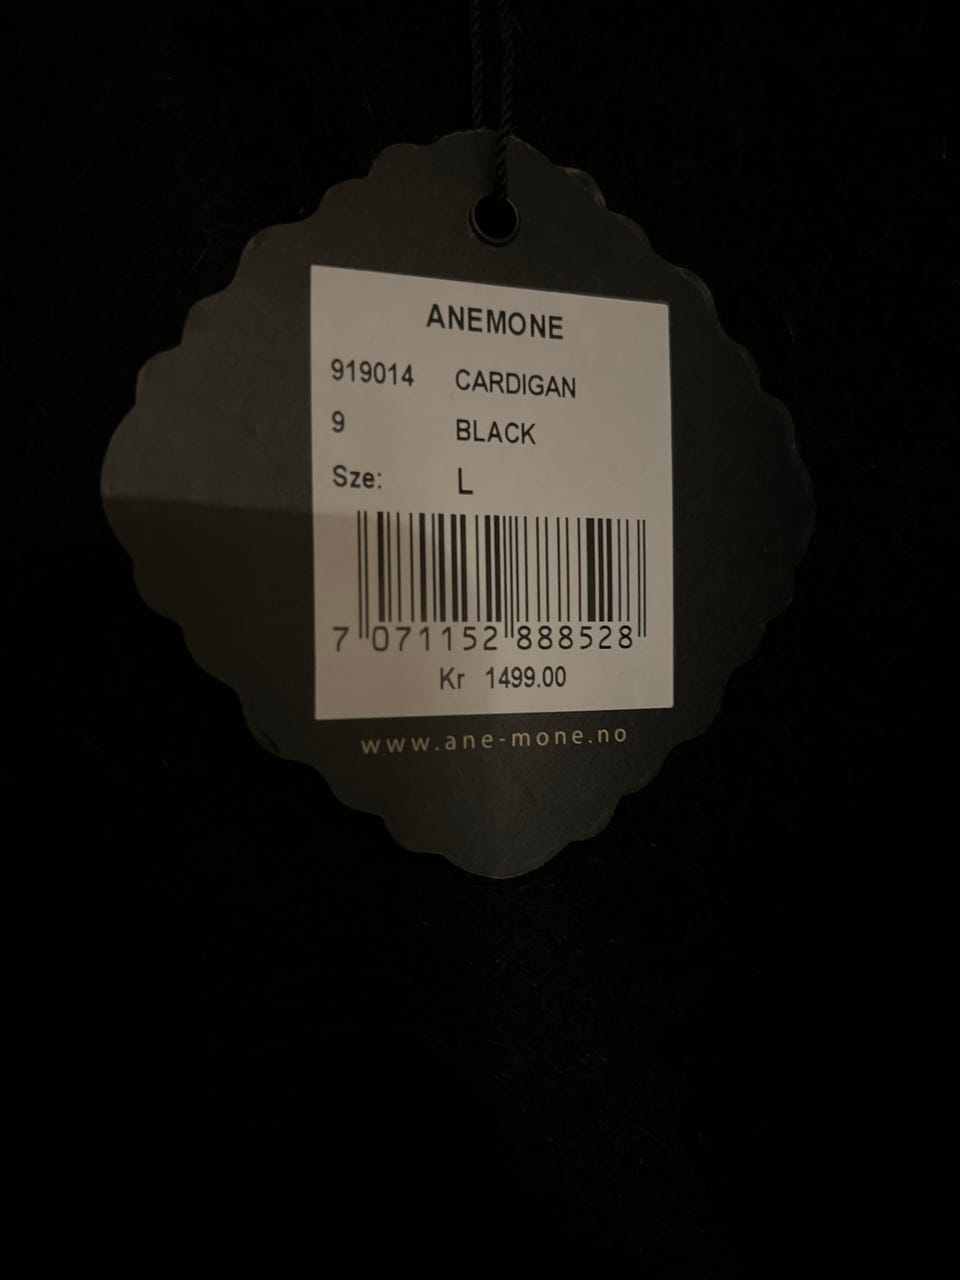 ANEMONE
919014 CARDIGAN
9 BLACK
Sze: L
7 071152 888528
Kr 1499.00
www.ane-mone.no